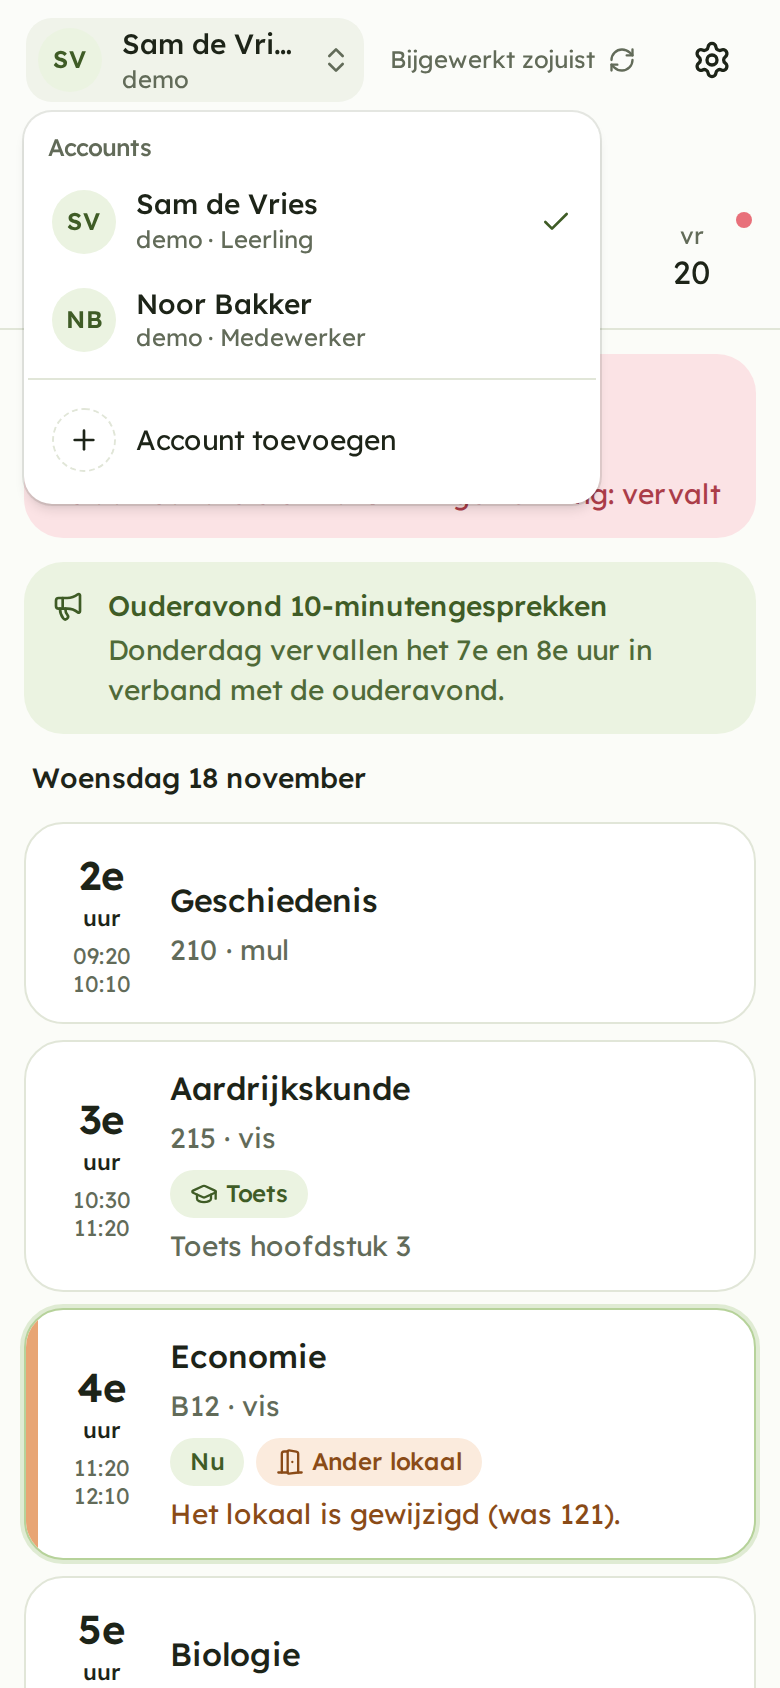 SV
Sam de Vri...
demo
Bijgewerkt zojuist
Accounts
SV
Sam de Vries
demo · Leerling
NB
Noor Bakker
demo · Medewerker
Account toevoegen
vr
20
vervalt
Ouderavond 10-minutengesprekken
Donderdag vervallen het 7e en 8e uur in
verband met de ouderavond.
Woensdag 18 november
2e
uur
09:20
10:10
Geschiedenis
210 · mul
3e
uur
10:30
11:20
Aardrijkskunde
215 · vis
Toets
Toets hoofdstuk 3
4e
uur
11:20
12:10
Economie
B12 · vis
Nu
Ander lokaal
Het lokaal is gewijzigd (was 121).
5e
uur
Biologie